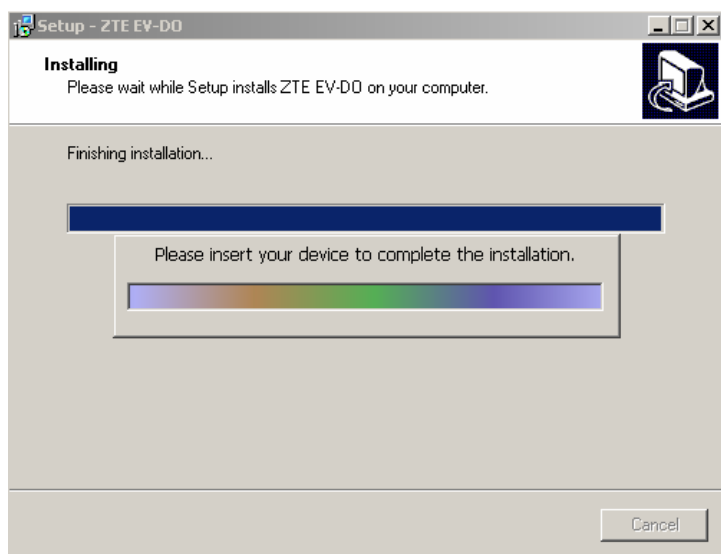 Setup - ZTE EV-DO
Installing
Please wait while Setup installs ZTE EV-DO on your computer.
Finishing installation...
Please insert your device to complete the installation.
Cancel